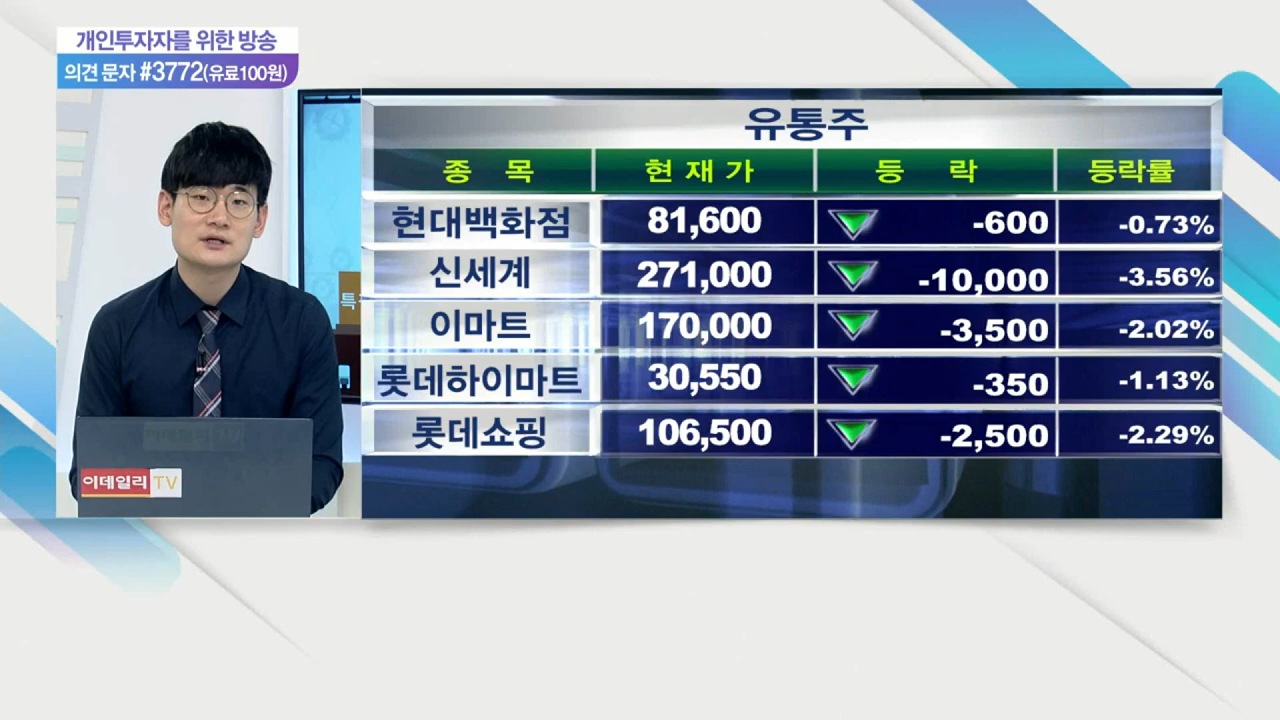 개인투자자를 위한 방송
의견 문자 #3772(유료100원)
유통주
종 목 현 재 가 등 락 등락률
현대백화점 81,600 -600 -0.73%
신세계 271,000 -10,000 -3.56%
이마트 170,000 -3,500 -2.02%
롯데하이마트 30,550 -350 -1.13%
롯데쇼핑 106,500 -2,500 -2.29%
특
이데일리 TV